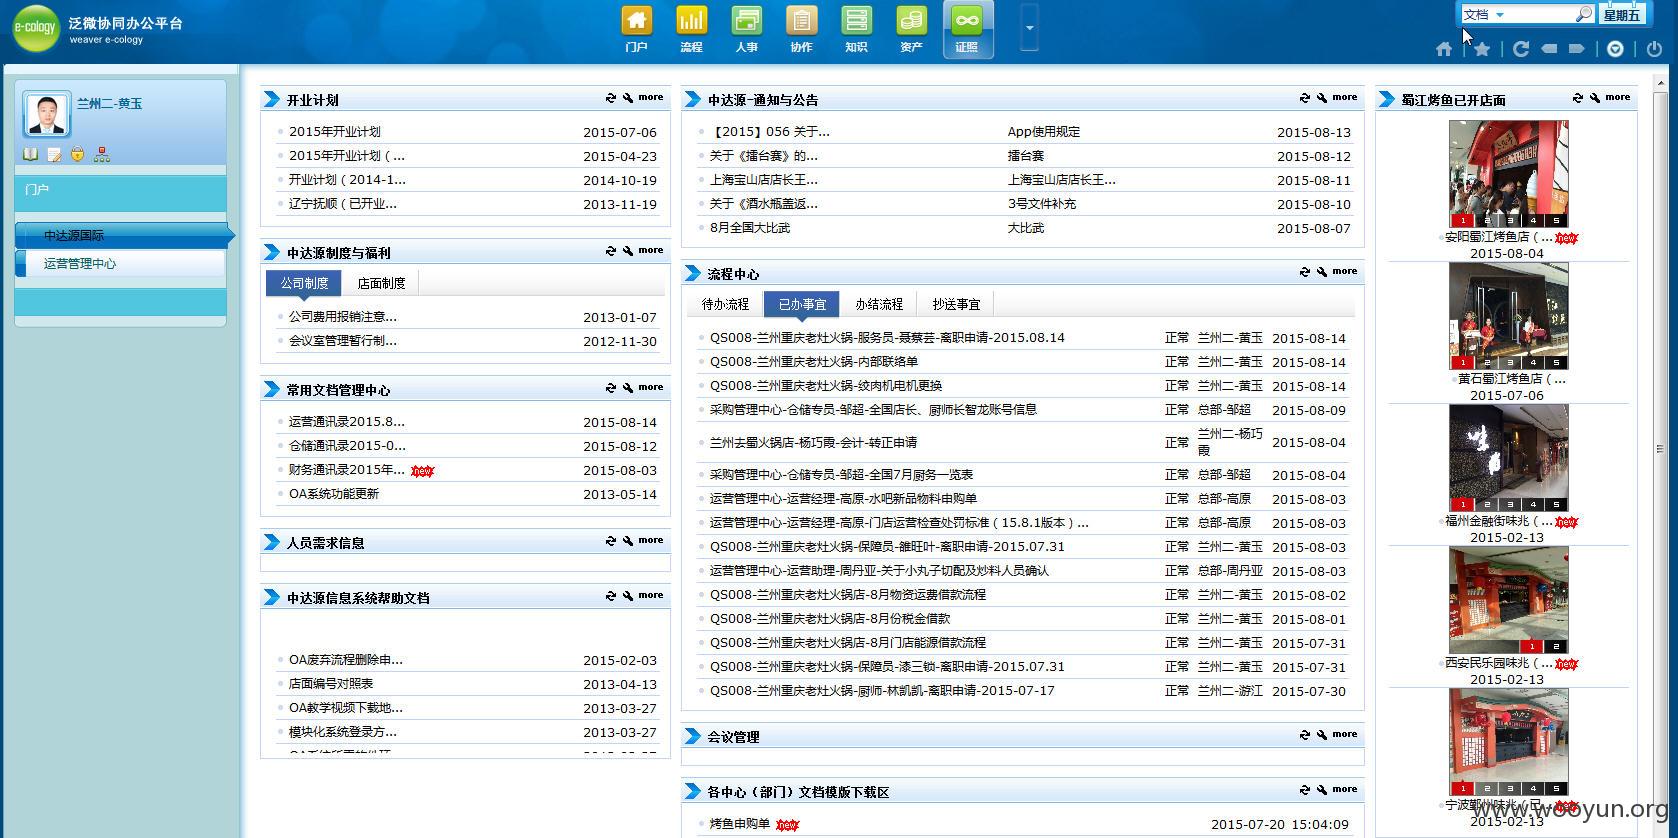 e-cology
泛微协同办公平台
weaver e-cology
门户
流程
人事
协作
知识
资产
证照
文档
星期五
兰州二-黄玉
门户
中达源国际
运营管理中心
开业计划
more
2015年开业计划 2015-07-06
2015年开业计划（... 2015-04-23
开业计划（2014-1... 2014-10-19
辽宁抚顺（已开业... 2013-11-19
中达源制度与福利
more
公司制度 店面制度
公司费用报销注意... 2013-01-07
会议室管理暂行制... 2012-11-30
常用文档管理中心
more
运营通讯录2015.8... 2015-08-14
仓储通讯录2015-0... 2015-08-12
财务通讯录2015年... new 2015-08-03
OA系统功能更新 2013-05-14
人员需求信息
more
中达源信息系统帮助文档
more
OA废弃流程删除申... 2015-02-03
店面编号对照表 2013-04-13
OA教学视频下载地... 2013-03-27
模块化系统登录方... 2013-03-27
中达源-通知与公告
more
【2015】056 关于... App使用规定 2015-08-13
关于《擂台赛》的... 擂台赛 2015-08-12
上海宝山店店长王... 上海宝山店店长王... 2015-08-11
关于《酒水瓶盖返... 3号文件补充 2015-08-10
8月全国大比武 大比武 2015-08-07
流程中心
more
待办流程 已办事宜 办结流程 抄送事宜
QS008-兰州重庆老灶火锅-服务员-聂蔡芸-离职申请-2015.08.14 正常 兰州二-黄玉 2015-08-14
QS008-兰州重庆老灶火锅-内部联络单 正常 兰州二-黄玉 2015-08-14
QS008-兰州重庆老灶火锅-绞肉机电机更换 正常 兰州二-黄玉 2015-08-14
采购管理中心-仓储专员-邹超-全国店长、厨师长智龙账号信息 正常 总部-邹超 2015-08-09
兰州去蜀火锅店-杨巧霞-会计-转正申请 正常 兰州二-杨巧霞 2015-08-04
采购管理中心-仓储专员-邹超-全国7月厨务一览表 正常 总部-邹超 2015-08-04
运营管理中心-运营经理-高原-水吧新品物料申购单 正常 总部-高原 2015-08-03
运营管理中心-运营经理-高原-门店运营检查处罚标准（15.8.1版本）... 正常 总部-高原 2015-08-03
QS008-兰州重庆老灶火锅-保障员-雒旺叶-离职申请-2015.07.31 正常 兰州二-黄玉 2015-08-03
运营管理中心-运营助理-周丹亚-关于小丸子切配及炒料人员确认 正常 总部-周丹亚 2015-08-03
QS008-兰州重庆老灶火锅店-8月物资运费借款流程 正常 兰州二-黄玉 2015-08-02
QS008-兰州重庆老灶火锅店-8月份税金借款 正常 兰州二-黄玉 2015-08-01
QS008-兰州重庆老灶火锅店-8月门店能源借款流程 正常 兰州二-黄玉 2015-07-31
QS008-兰州重庆老灶火锅-保障员-漆三锁-离职申请-2015.07.31 正常 兰州二-黄玉 2015-07-31
QS008-兰州重庆老灶火锅-厨师-林凯凯-离职申请-2015-07-17 正常 兰州二-游江 2015-07-30
会议管理
more
各中心（部门）文档模版下载区
more
烤鱼申购单 new 2015-07-20 15:04:09
蜀江烤鱼已开店面
more
1 2 3 4 5
安阳蜀江烤鱼店（... new
2015-08-04
1 2 3 4 5
黄石蜀江烤鱼店（...
2015-07-06
1 2 3 4 5
福州金融街味兆（... new
2015-02-13
1 2
西安民乐园味兆（... new
2015-02-13
1 2 3 4 5
宁波鄞州味兆（已... new
2015-02-13
www.wooyun.org